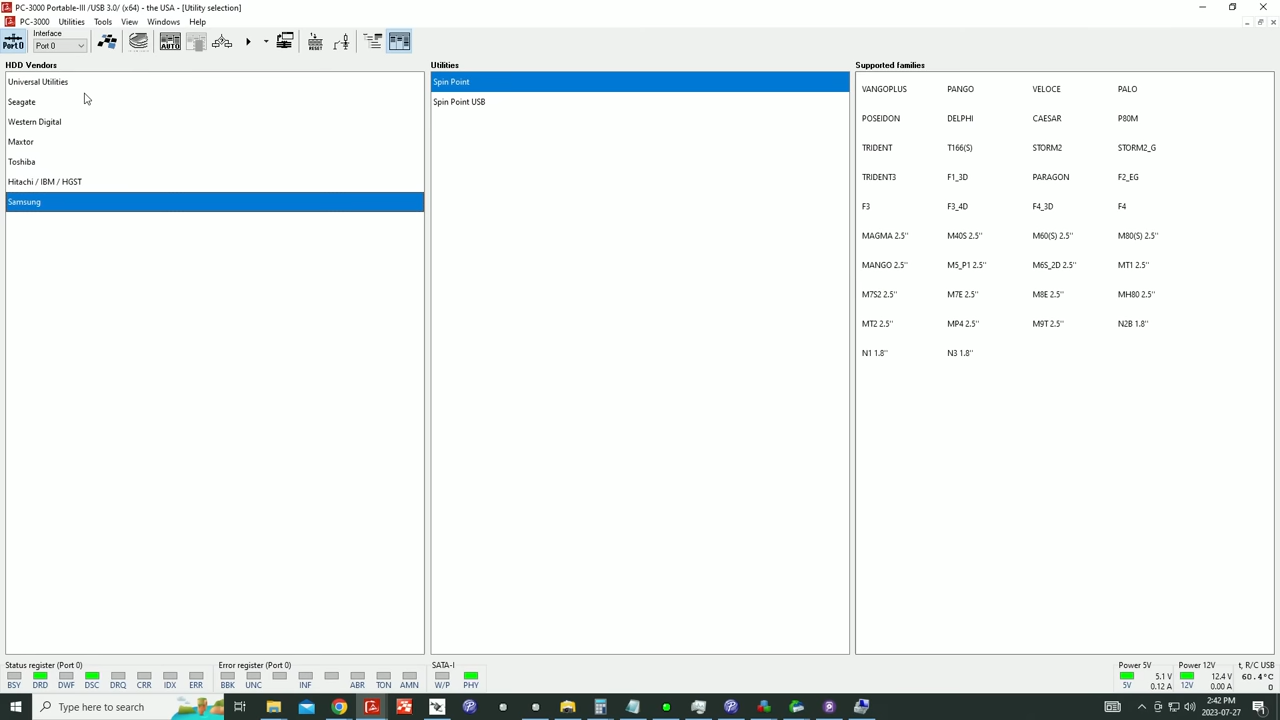 PC-3000 Portable-III /USB 3.0/ (x64) - the USA - [Utility selection]
PC-3000 Utilities Tools View Windows Help
Port 0 Interface
Port 0
AUTO RESET
HDD Vendors Utilities Supported families
Universal Utilities
Seagate
Western Digital
Maxtor
Toshiba
Hitachi / IBM / HGST
Samsung
Spin Point
Spin Point USB
VANGOPLUS PANGO VELOCE PALO
POSEIDON DELPHI CAESAR P80M
TRIDENT T166(S) STORM2 STORM2_G
TRIDENT3 F1_3D PARAGON F2_EG
F3 F3_4D F4_3D F4
MAGMA 2.5" M40S 2.5" M60(S) 2.5" M80(S) 2.5"
MANGO 2.5" M5_P1 2.5" M6S_2D 2.5" MT1 2.5"
M7S2 2.5" M7E 2.5" M8E 2.5" MH80 2.5"
MT2 2.5" MP4 2.5" M9T 2.5" N2B 1.8"
N1 1.8" N3 1.8"
Status register (Port 0) Error register (Port 0) SATA-I Power 5V Power 12V t, R/C USB
5.1 V 12.4 V 60.4°C
BSY DRD DWF DSC DRQ CRR IDX ERR BBK UNC INF ABR TON AMN W/P PHY 5V 0.12 A 12V 0.00 A 0
Type here to search
2:42 PM
2023-07-27